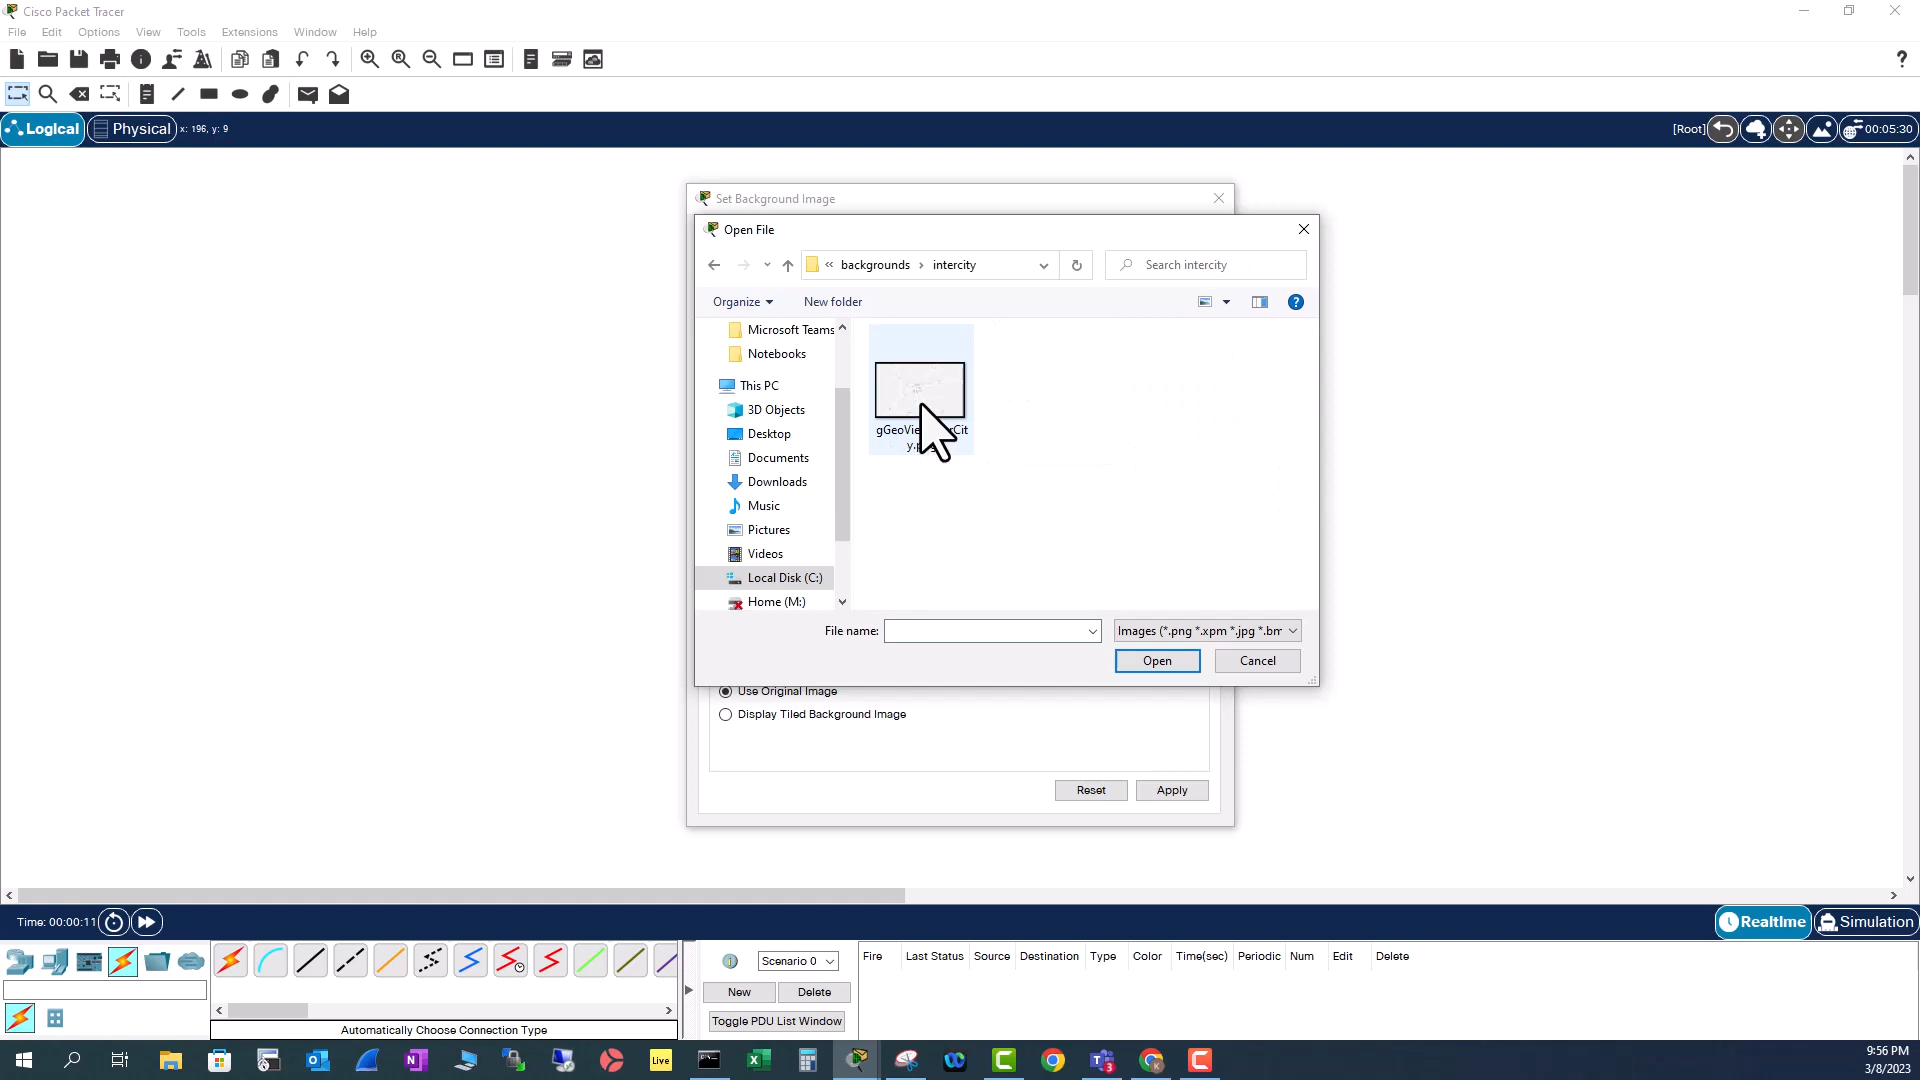 Cisco Packet Tracer
File Edit Options View Tools Extensions Window Help
Logical Physical x: 196, y: 9 [Root] 00:05:30
Set Background Image
Open File
« backgrounds › intercity Search intercity
Organize New folder
Microsoft Teams
Notebooks
This PC
3D Objects
Desktop
Documents
Downloads
Music
Pictures
Videos
Local Disk (C:)
Home (M:)
File name: Images (*.png *.xpm *.jpg *.bm
Open Cancel
Use Original Image
Display Tiled Background Image
Reset Apply
Time: 00:00:11 Realtime Simulation
Scenario 0 Fire Last Status Source Destination Type Color Time(sec) Periodic Num Edit Delete
New Delete
Toggle PDU List Window
Automatically Choose Connection Type
Live
9:56 PM
3/8/2023